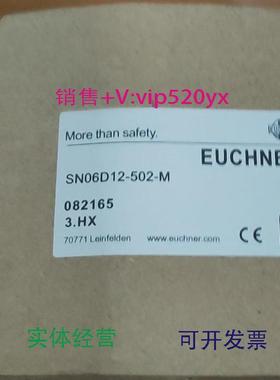 销售+V:vip520yx
More than safety.
EUCHNE
SN06D12-502-M
082165
3.HX
70771 Leinfelden
www.euchner.com
CE
实体经营
可开发票